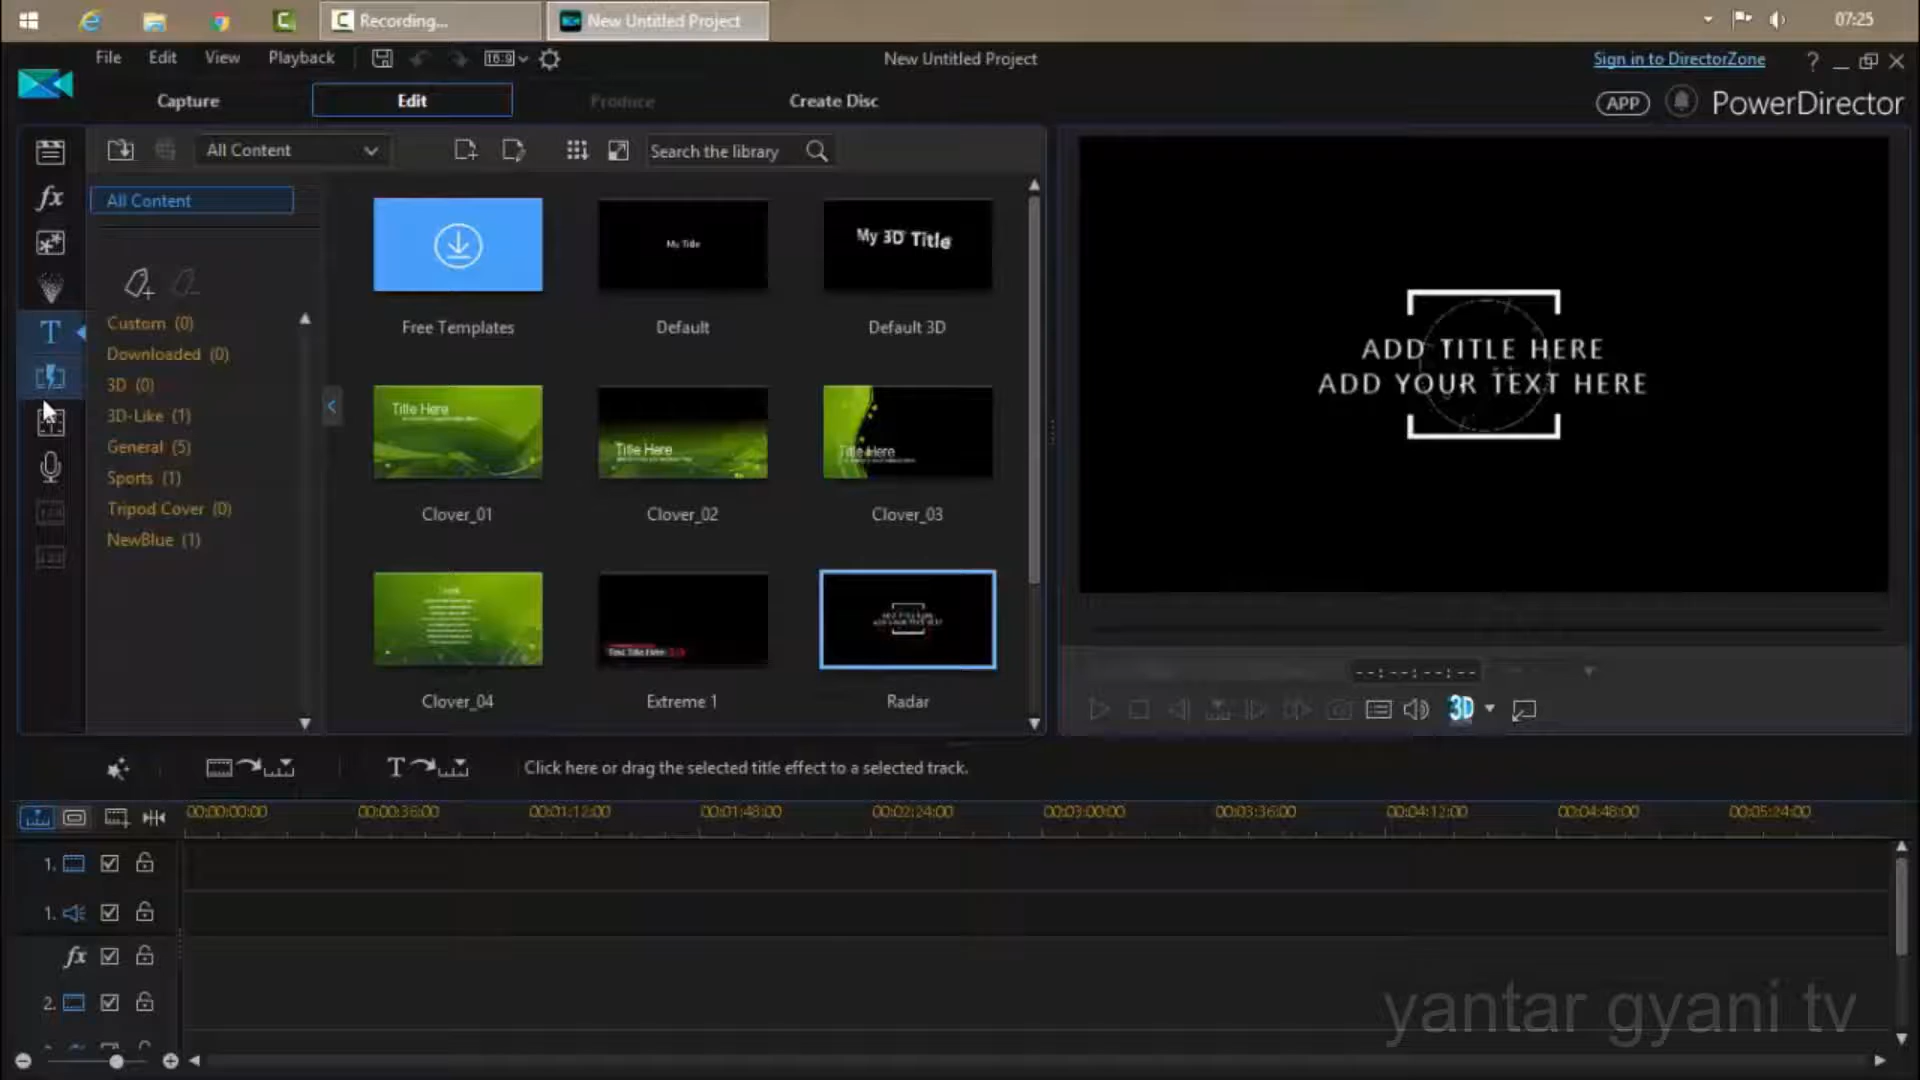 Recording...
New Untitled Project
07:25
File
Edit
View
Playback
16:9
New Untitled Project
Sign in to DirectorZone
?
Capture
Edit
Produce
Create Disc
APP
PowerDirector
All Content
Search the library
All Content
Custom (0)
Downloaded (0)
3D (0)
3D-Like (1)
General (5)
Sports (1)
Tripod Cover (0)
NewBlue (1)
My Title
My 3D Title
Free Templates
Default
Default 3D
Title Here
Title Here
Title Here
Clover_01
Clover_02
Clover_03
Text Title Here
Clover_04
Extreme 1
Radar
ADD TITLE HERE
ADD YOUR TEXT HERE
--:--:--:--
3D
Click here or drag the selected title effect to a selected track.
00:00:00:00
00:00:36:00
00:01:12:00
00:01:48:00
00:02:24:00
00:03:00:00
00:03:36:00
00:04:12:00
00:04:48:00
00:05:24:00
1.
1.
fx
2.
yantar gyani tv